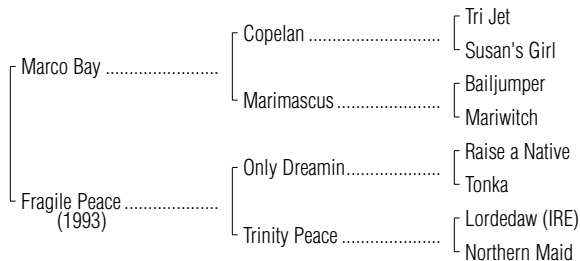 Tri Jet
Copelan ............................
Susan's Girl
Marco Bay ........................
Bailjumper
Marimascus ......................
Mariwitch
Raise a Native
Only Dreamin....................
Tonka
Fragile Peace ....................
(1993)
Lordedaw (IRE)
Trinity Peace .....................
Northern Maid